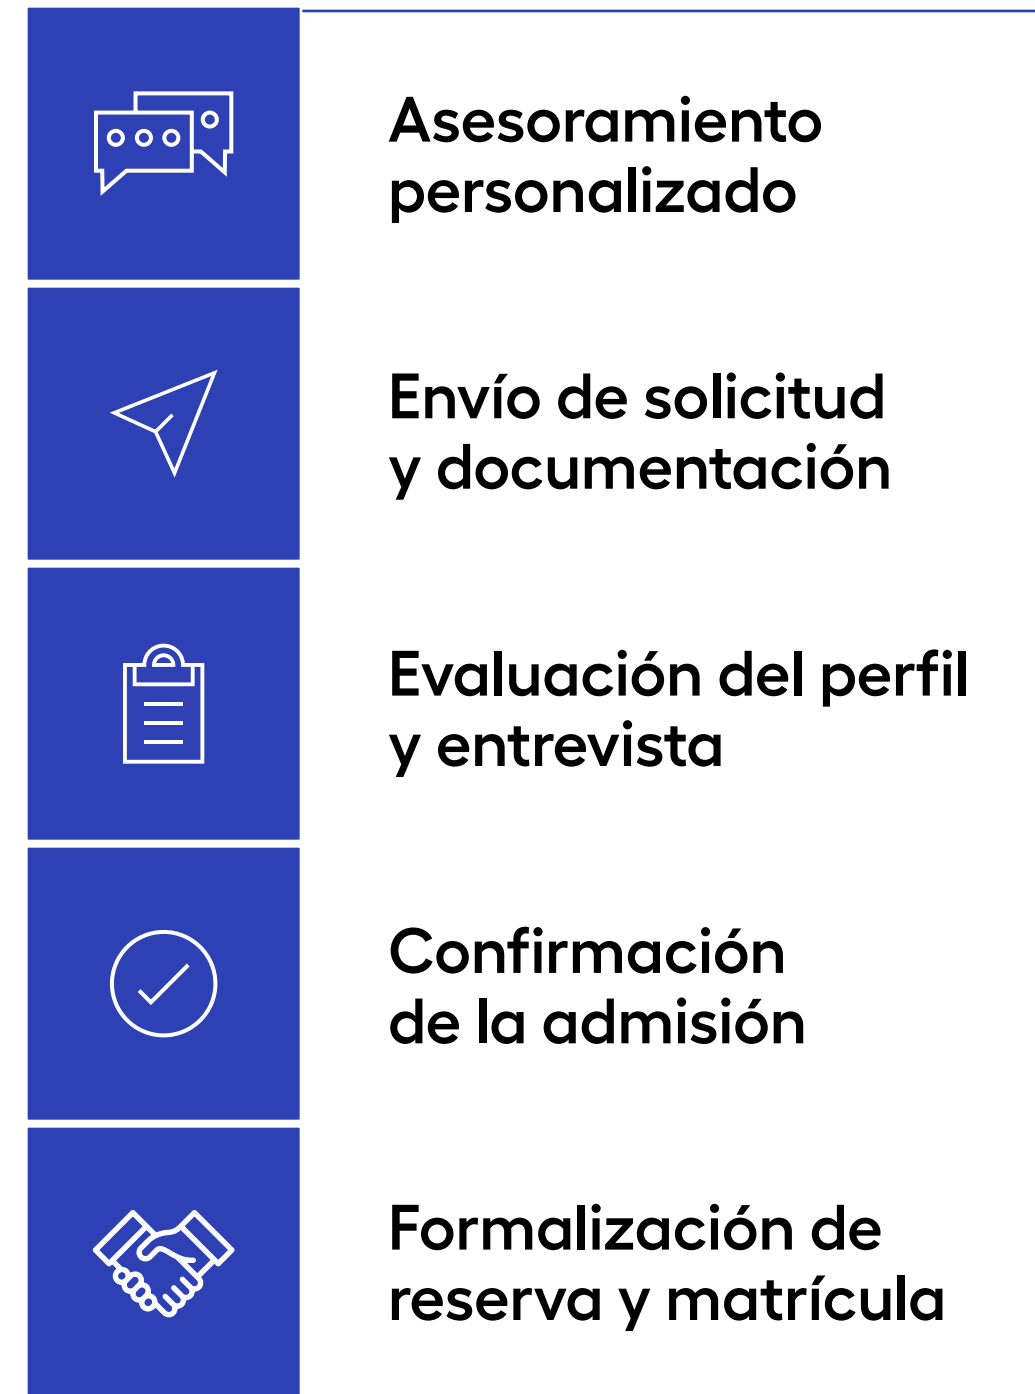 Asesoramiento
personalizado
Envío de solicitud
y documentación
Evaluación del perfil
y entrevista
Confirmación
de la admisión
Formalización de
reserva y matrícula